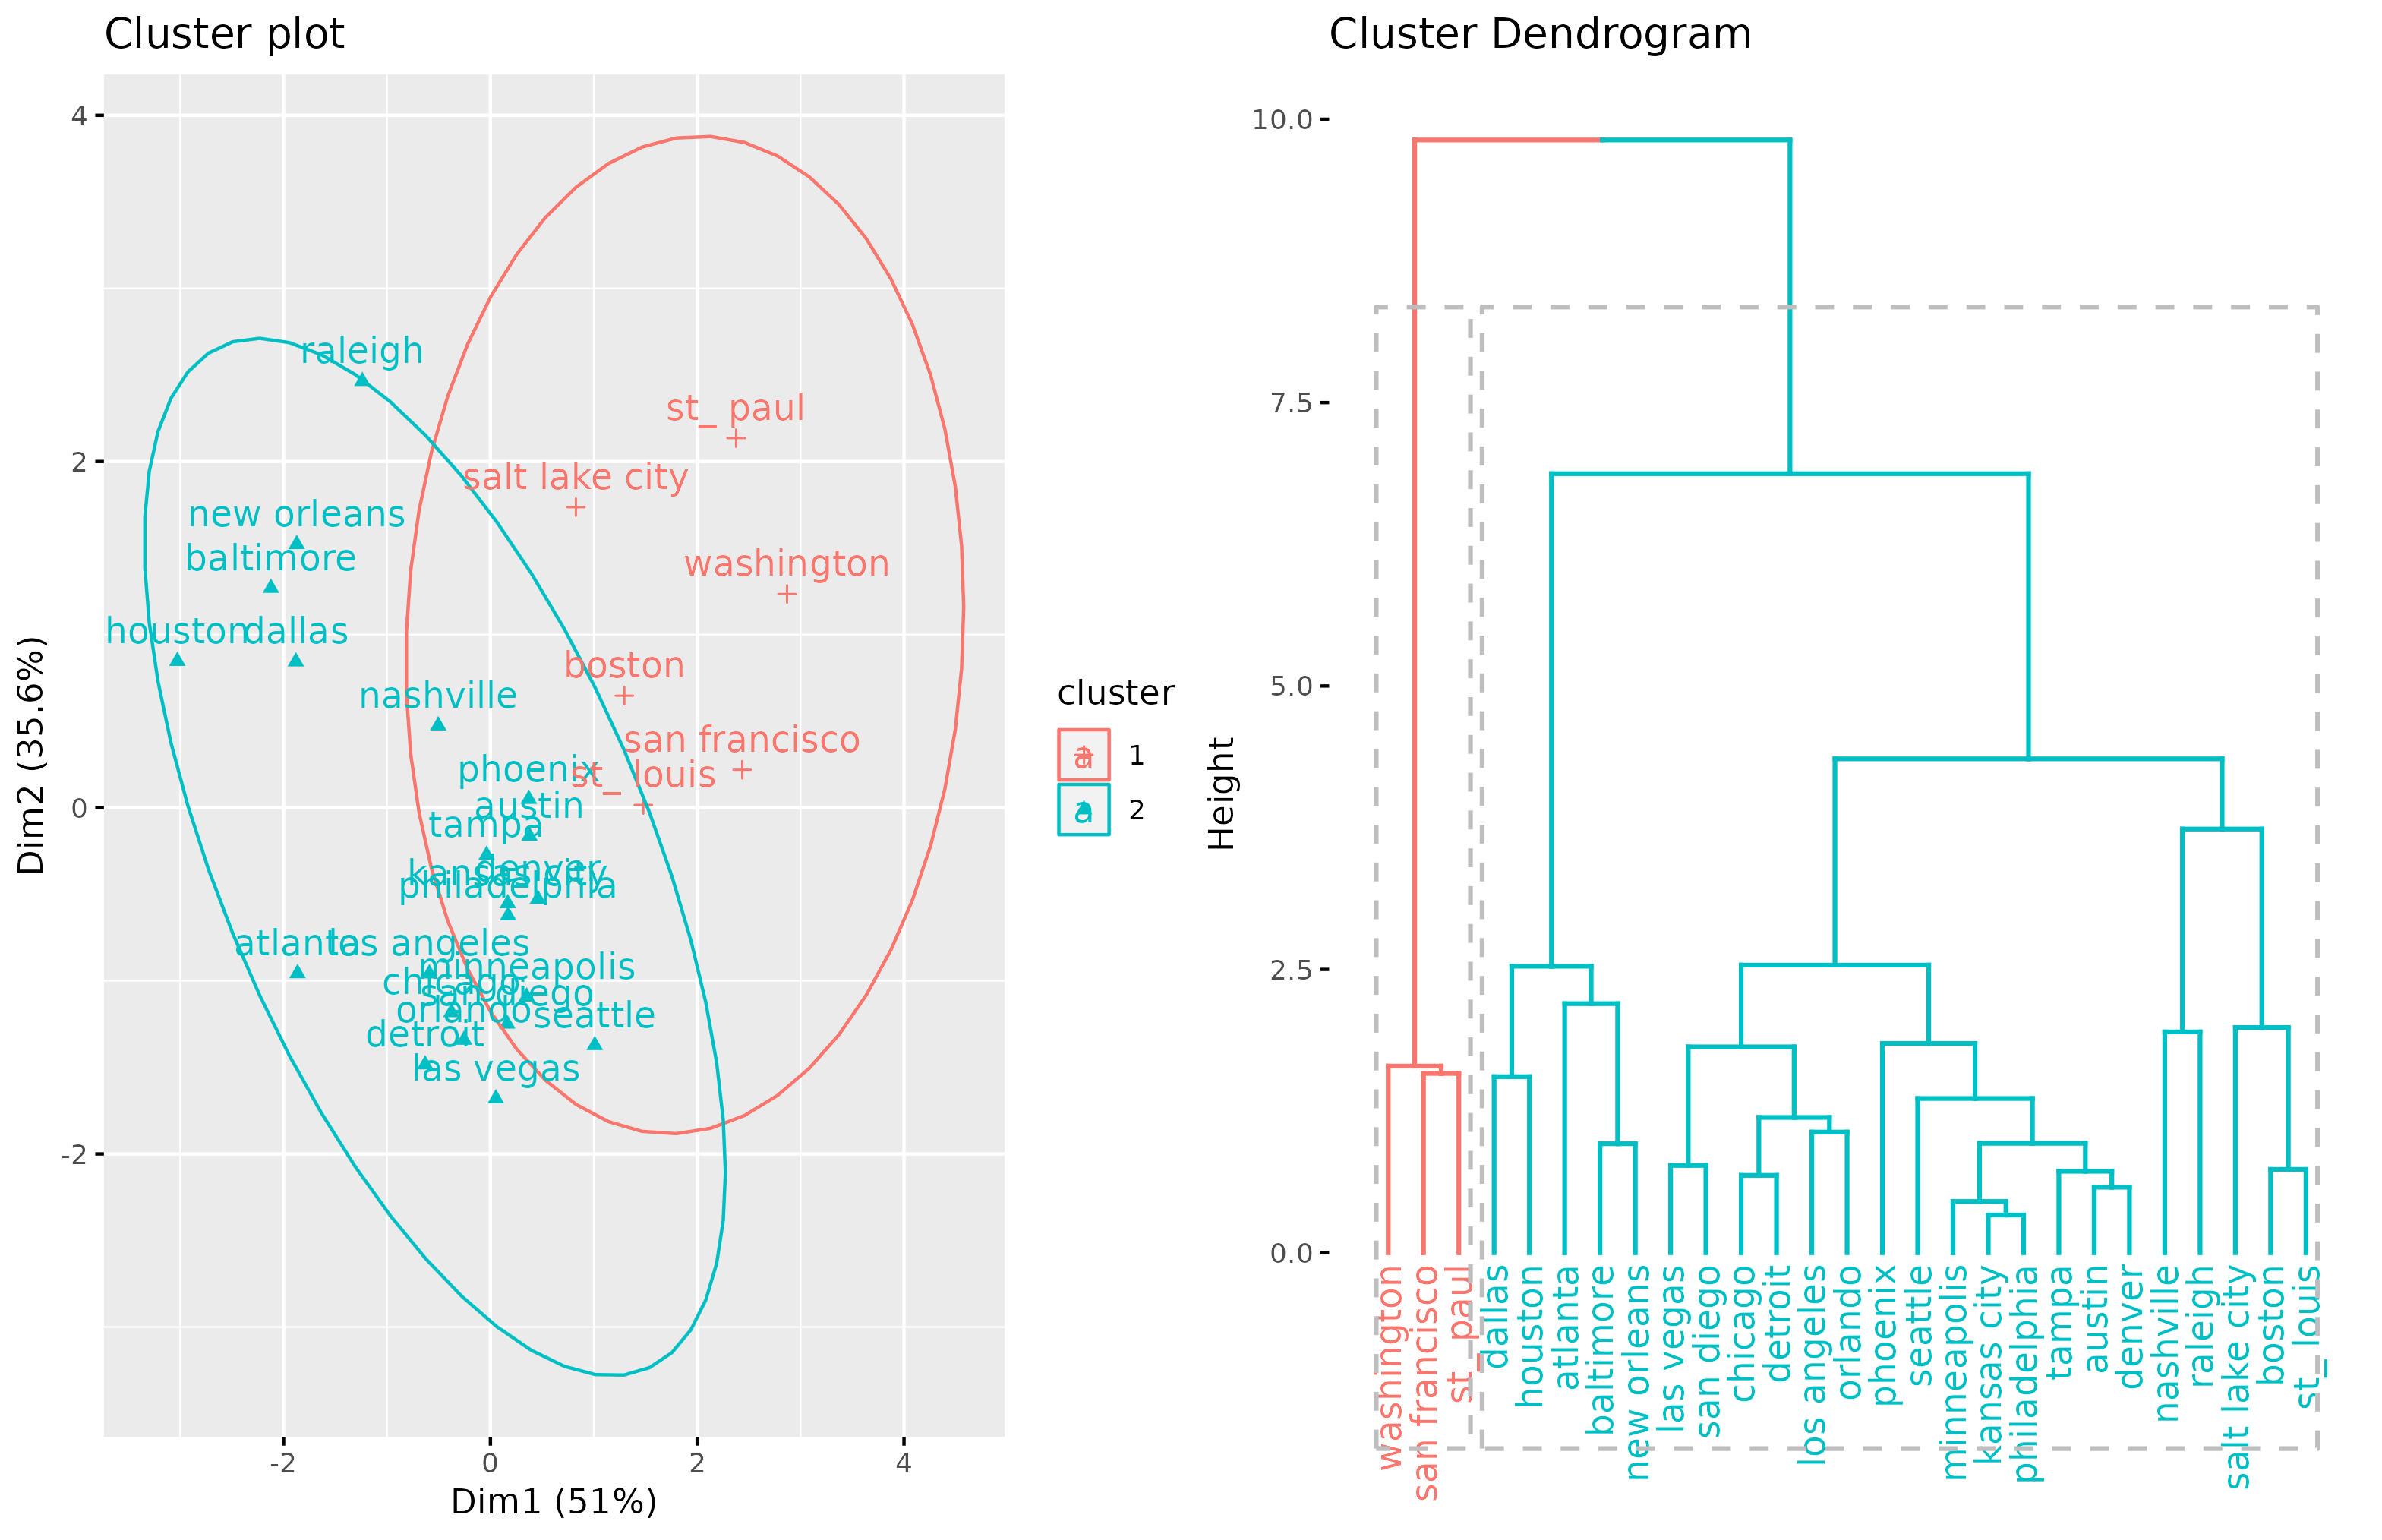 Cluster plot
4
2
0
-2
-2
0
2
4
Dim1 (51%)
Dim2 (35.6%)
raleigh
st_ paul
salt lake city
new orleans
baltimore
washington
houston
dallas
boston
nashville
san francisco
phoenix
st_ louis
austin
tampa
denver
kansas city
philadelphia
atlanta
los angeles
minneapolis
chicago
san diego
orlando
seattle
detroit
las vegas
cluster
a
1
a
2
Cluster Dendrogram
10.0
7.5
5.0
2.5
0.0
Height
washington
san francisco
st_ paul
dallas
houston
atlanta
baltimore
new orleans
las vegas
san diego
chicago
detroit
los angeles
orlando
phoenix
seattle
minneapolis
kansas city
philadelphia
tampa
austin
denver
nashville
raleigh
salt lake city
boston
st_ louis